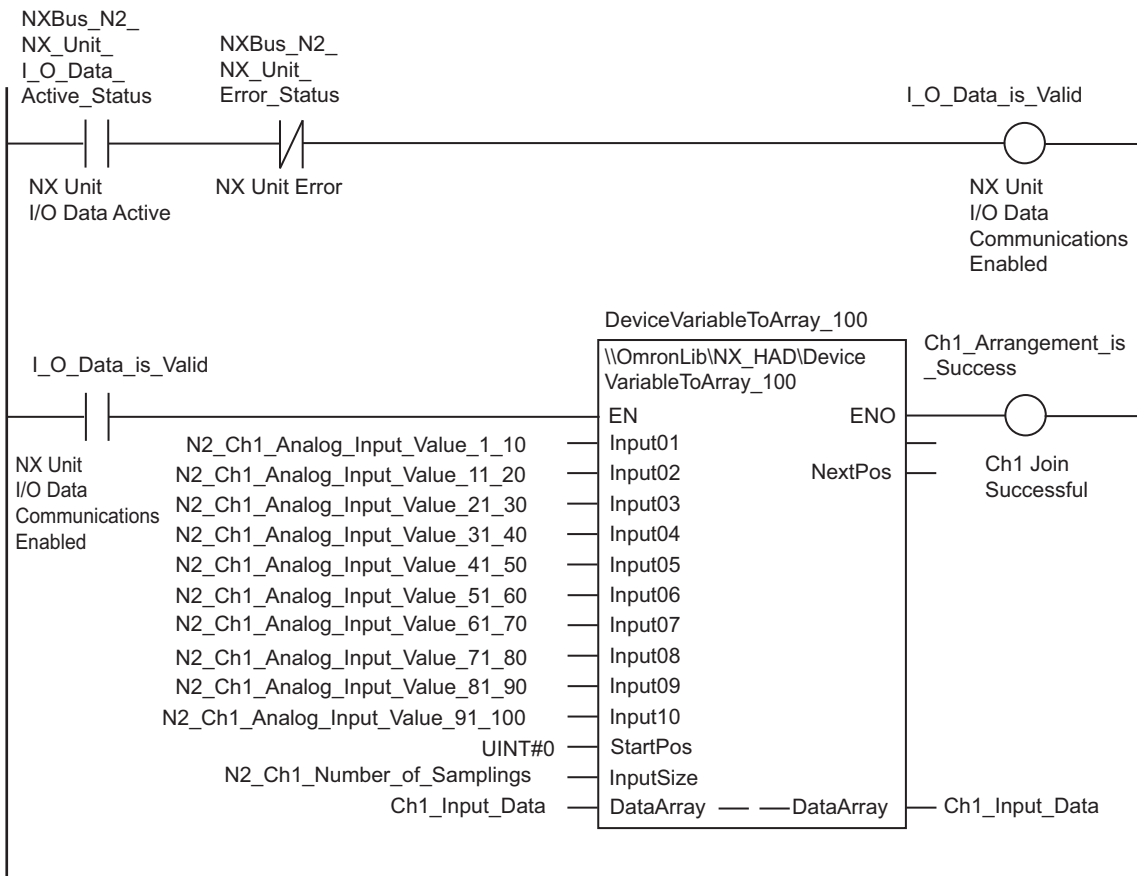 NXBus_N2_
NX_Unit_
I_O_Data_
Active_Status
NXBus_N2_
NX_Unit_
Error_Status
I_O_Data_is_Valid
NX Unit
I/O Data Active
NX Unit Error
NX Unit
I/O Data
Communications
Enabled
DeviceVariableToArray_100
I_O_Data_is_Valid
\\OmronLib\NX_HAD\Device
VariableToArray_100
Ch1_Arrangement_is
_Success
EN ENO
NX Unit
I/O Data
Communications
Enabled
N2_Ch1_Analog_Input_Value_1_10 Input01
N2_Ch1_Analog_Input_Value_11_20 Input02 NextPos
Ch1 Join
Successful
N2_Ch1_Analog_Input_Value_21_30 Input03
N2_Ch1_Analog_Input_Value_31_40 Input04
N2_Ch1_Analog_Input_Value_41_50 Input05
N2_Ch1_Analog_Input_Value_51_60 Input06
N2_Ch1_Analog_Input_Value_61_70 Input07
N2_Ch1_Analog_Input_Value_71_80 Input08
N2_Ch1_Analog_Input_Value_81_90 Input09
N2_Ch1_Analog_Input_Value_91_100 Input10
UINT#0 StartPos
N2_Ch1_Number_of_Samplings InputSize
Ch1_Input_Data DataArray DataArray Ch1_Input_Data